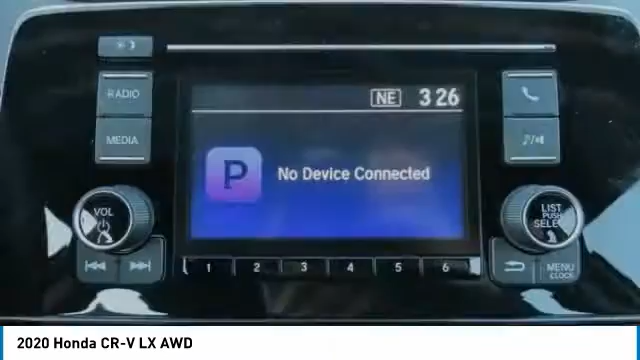 NE 3 26
RADIO
MEDIA
P No Device Connected
VOL
LIST
PUSH
SELECT
1 2 3 4 5 6
MENU
CLOCK
2020 Honda CR-V LX AWD